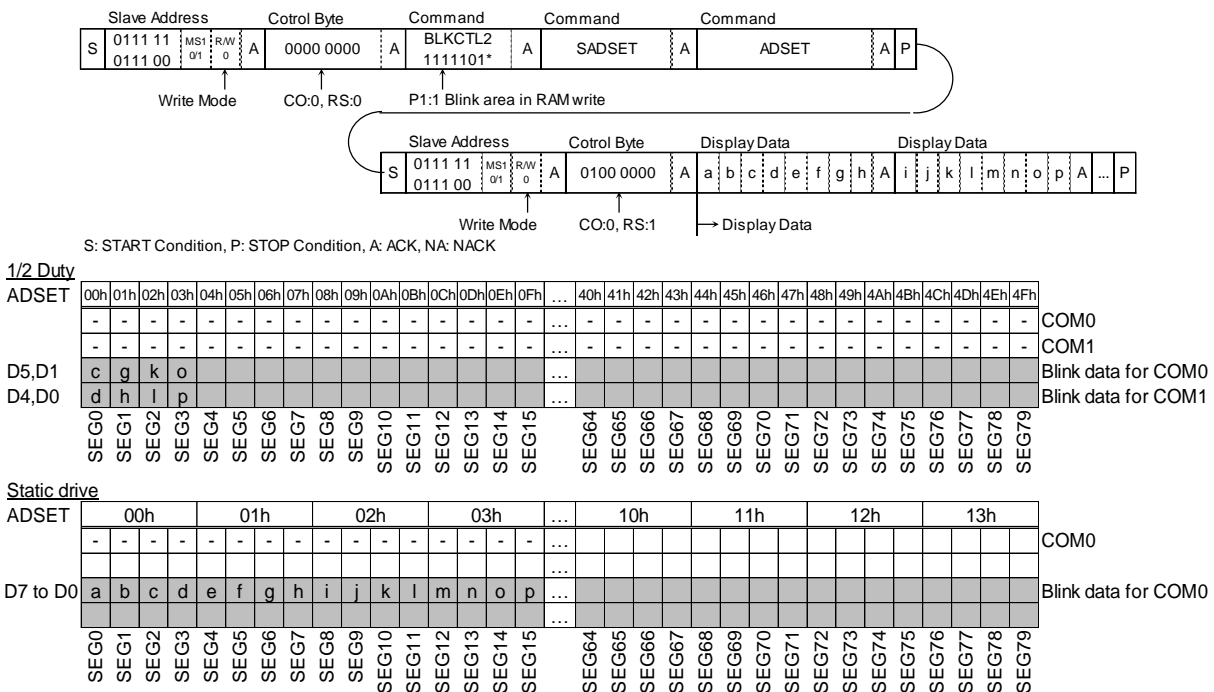 Slave Address Cotrol Byte Command Command Command
S 0111 11 0111 00 MS1 0/1 R/W 0 A 0000 0000 A BLKCTL2 1111101* A SADSET A ADSET A P
Write Mode CO:0, RS:0 P1:1 Blink area in RAM write
Slave Address Cotrol Byte Display Data Display Data
S 0111 11 0111 00 MS1 0/1 R/W 0 A 0100 0000 A a b c d e f g h A i j k l m n o p A ... P
Write Mode CO:0, RS:1 Display Data
S: START Condition, P: STOP Condition, A: ACK, NA: NACK
1/2 Duty
ADSET 00h 01h 02h 03h 04h 05h 06h 07h 08h 09h 0Ah 0Bh 0Ch 0Dh 0Eh 0Fh ... 40h 41h 42h 43h 44h 45h 46h 47h 48h 49h 4Ah 4Bh 4Ch 4Dh 4Eh 4Fh
- - - - - - - - - - - - - - - - ... - - - - - - - - - - - - - - - - COM0
- - - - - - - - - - - - - - - - ... - - - - - - - - - - - - - - - - COM1
D5,D1 c g k o ... Blink data for COM0
D4,D0 d h l p ... Blink data for COM1
SEG0 SEG1 SEG2 SEG3 SEG4 SEG5 SEG6 SEG7 SEG8 SEG9 SEG10 SEG11 SEG12 SEG13 SEG14 SEG15 SEG64 SEG65 SEG66 SEG67 SEG68 SEG69 SEG70 SEG71 SEG72 SEG73 SEG74 SEG75 SEG76 SEG77 SEG78 SEG79
Static drive
ADSET 00h 01h 02h 03h ... 10h 11h 12h 13h
- - - - - - - - - - - - - - - - ... COM0
...
D7 to D0 a b c d e f g h i j k l m n o p ... Blink data for COM0
...
SEG0 SEG1 SEG2 SEG3 SEG4 SEG5 SEG6 SEG7 SEG8 SEG9 SEG10 SEG11 SEG12 SEG13 SEG14 SEG15 SEG64 SEG65 SEG66 SEG67 SEG68 SEG69 SEG70 SEG71 SEG72 SEG73 SEG74 SEG75 SEG76 SEG77 SEG78 SEG79